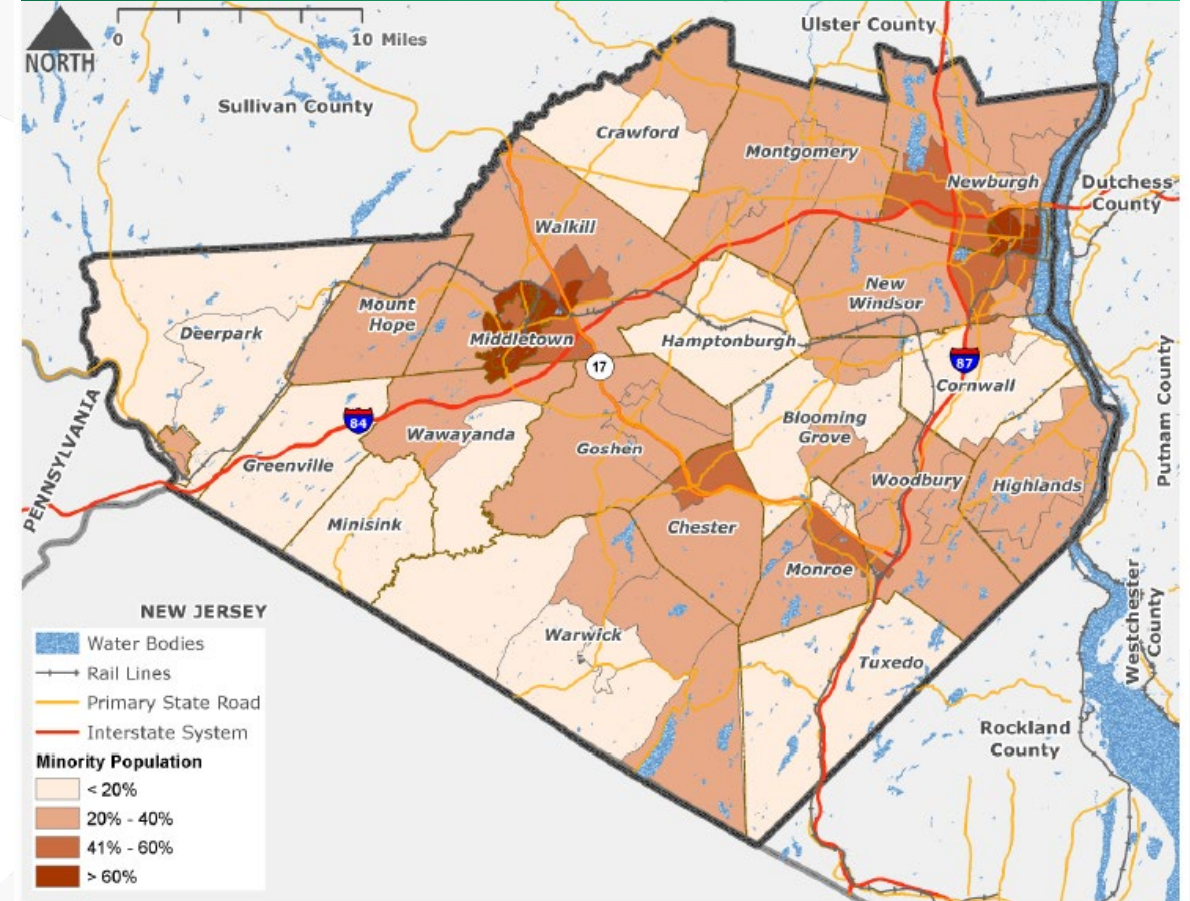 NORTH
0
10 Miles
Ulster County
Sullivan County
Crawford
Montgomery
Newburgh
Dutchess
County
Walkill
New
Windsor
Mount
Hope
Deerpark
Middletown
Hamptonburgh
17
87
Cornwall
Putnam County
84
Wawayanda
Blooming
Grove
Goshen
Greenville
Woodbury
Highlands
PENNSYLVANIA
Minisink
Chester
Monroe
Westchester
County
NEW JERSEY
Warwick
Tuxedo
Rockland
County
Water Bodies
Rail Lines
Primary State Road
Interstate System
Minority Population
< 20%
20% - 40%
41% - 60%
> 60%